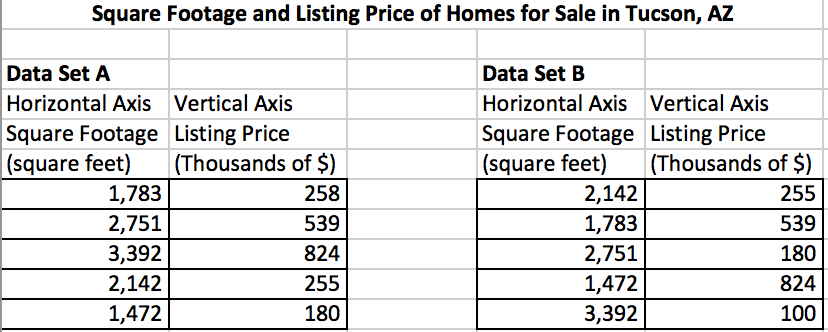 Square Footage and Listing Price of Homes for Sale in Tucson, AZ
Data Set A Data Set B
Horizontal Axis Vertical Axis Horizontal Axis Vertical Axis
Square Footage Listing Price Square Footage Listing Price
(square feet) (Thousands of $) (square feet) (Thousands of $)
1,783 258 2,142 255
2,751 539 1,783 539
3,392 824 2,751 180
2,142 255 1,472 824
1,472 180 3,392 100